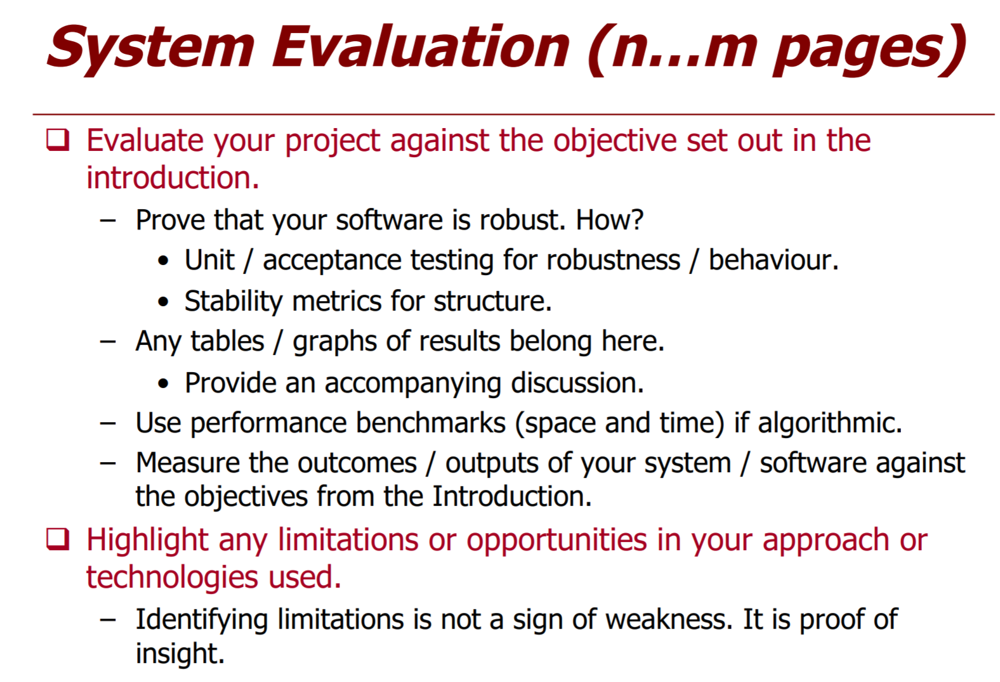 System Evaluation (n...m pages)
❑ Evaluate your project against the objective set out in the
introduction.
– Prove that your software is robust. How?
• Unit / acceptance testing for robustness / behaviour.
• Stability metrics for structure.
– Any tables / graphs of results belong here.
• Provide an accompanying discussion.
– Use performance benchmarks (space and time) if algorithmic.
– Measure the outcomes / outputs of your system / software against
the objectives from the Introduction.
❑ Highlight any limitations or opportunities in your approach or
technologies used.
– Identifying limitations is not a sign of weakness. It is proof of
insight.